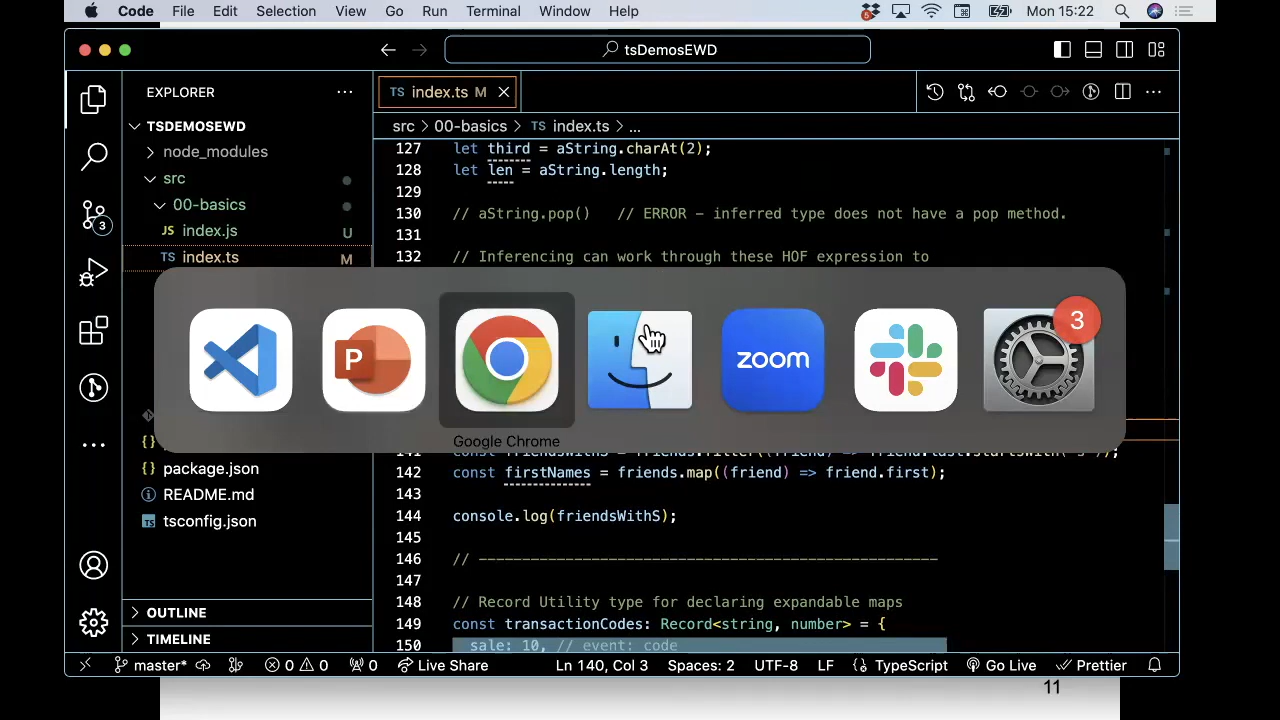 Code File Edit Selection View Go Run Terminal Window Help
Mon 15:22
tsDemosEWD
EXPLORER
TS index.ts M
TSDEMOSEWD
src > 00-basics > TS index.ts > ...
node_modules
src
00-basics
JS index.js U
TS index.ts M
3
127 let third = aString.charAt(2);
128 let len = aString.length;
129
130 // aString.pop() // ERROR – inferred type does not have a pop method.
131
132 // Inferencing can work through these HOF expression to
P
zoom
3
Google Chrome
142 const firstNames = friends.map((friend) => friend.first);
143
144 console.log(friendsWithS);
145
146 // ------------------------------------------------------
147
148 // Record Utility type for declaring expandable maps
149 const transactionCodes: Record<string, number> = {
150 sale: 10, // event: code
{} package.json
README.md
TS tsconfig.json
OUTLINE
TIMELINE
master* 0 0 0 Live Share Ln 140, Col 3 Spaces: 2 UTF-8 LF TypeScript Go Live Prettier
11